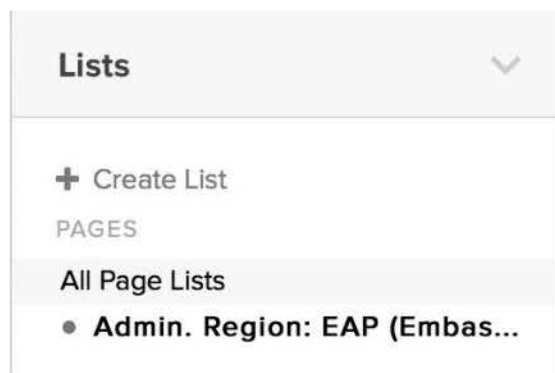 Lists
Create List
PAGES
All Page Lists
Admin. Region: EAP (Embas...